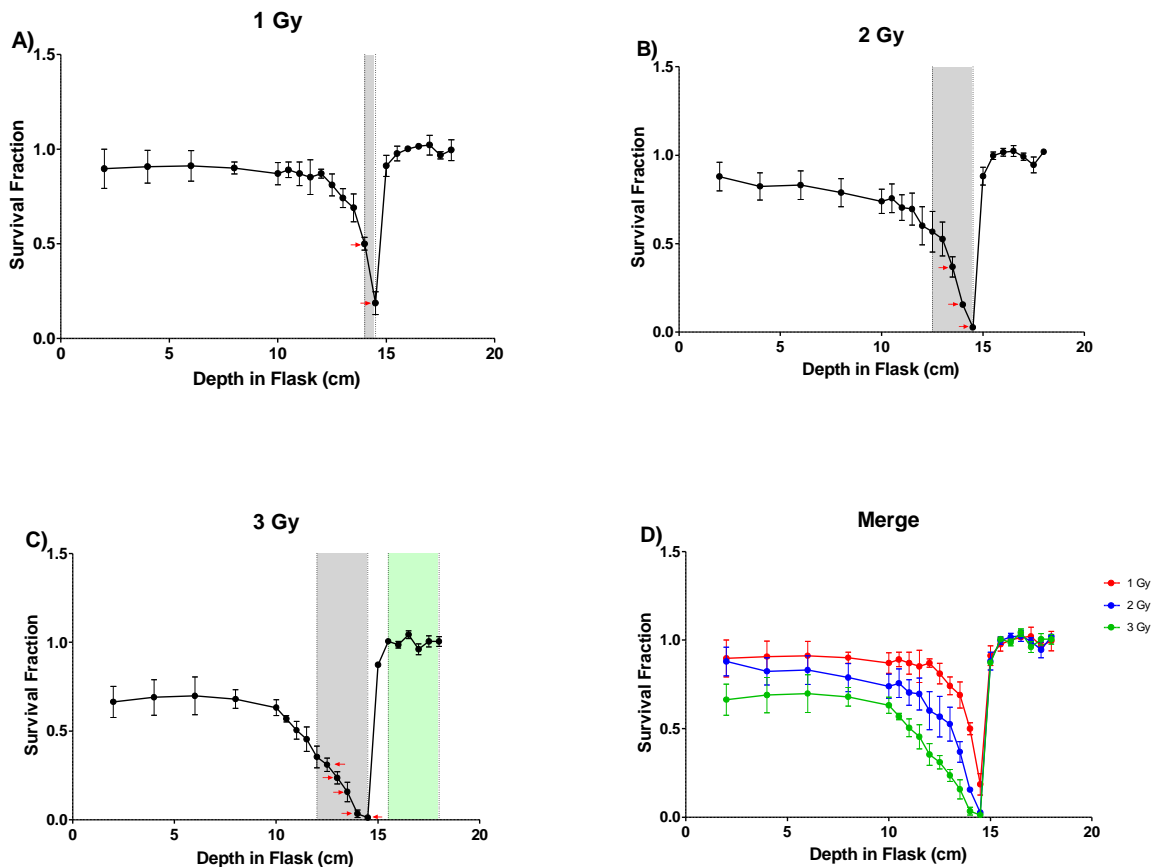 A)
1 Gy
Survival Fraction
1.5
1.0
0.5
0.0
0
5
10
15
20
Depth in Flask (cm)
B)
2 Gy
Survival Fraction
1.5
1.0
0.5
0.0
0
5
10
15
20
Depth in Flask (cm)
C)
3 Gy
Survival Fraction
1.5
1.0
0.5
0.0
0
5
10
15
20
Depth in Flask (cm)
D)
Merge
Survival Fraction
1.5
1.0
0.5
0.0
0
5
10
15
20
Depth in Flask (cm)
1 Gy
2 Gy
3 Gy